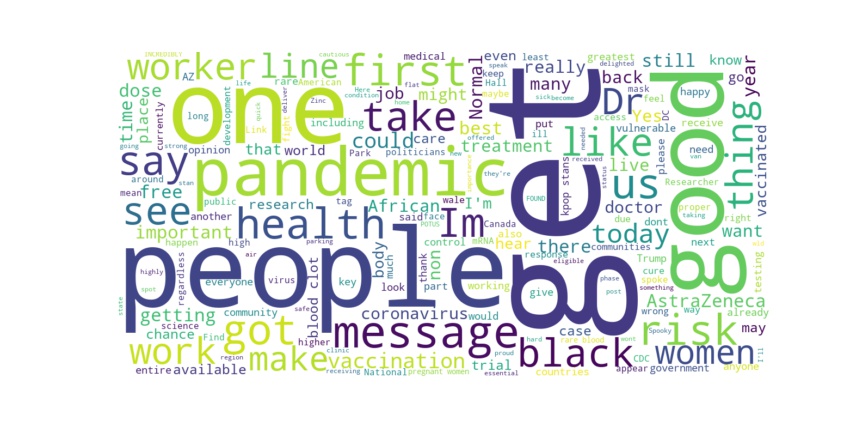 INCREDIBLY
cautious
medical
even
least
greatest
delighted
still
know
worker
line
first
Normal
speak
keep
Hall
really
maybe
many
back
go
year
AZ
life
rare
American
Here
condition
flat
job
might
mask
feel
happy
dose
time
place
long
quick
deliver
Zinc
home
take
sick
become
Dr
access
DC
receive
currently
development
Link
fight
including
best
put
ill
Yes
vulnerable
need
van
one
going
strong
opinion
that
world
Park
could
care
politicians
new
treatment
offered
needed
received
like
live
please
Researcher
thing
vaccinated
say
around
stan
pandemic
they're
status
us
doctor
proper
taking
mean
free
public
research
tag
African
wale
I'm
FOUND
kpop stans
due
dont
right
see
another
said
face
POTUS
Canada
there
today
want
important
health
Im
also
hear
communities
next
happen
high
parking
control
mRNA
response
Trump
testing
people
get
good
highly
regardless
air
body
much
thank
non
eligible
spoke
cure
spot
everyone
virus
key
look
part
working
give
phase
post
something
AstraZeneca
state
getting
community
blood clot
coronavirus
would
case
wrong
way
already
science
safe
chance
Find
got
message
risk
may
Spooky
work
higher
make
clinic
vaccination
trial
proud
black
hard
rare blood
wont
CDC
women
anyone
I'll
entire
available
region
receiving
National
pregnant women
essential
countries
appear
government